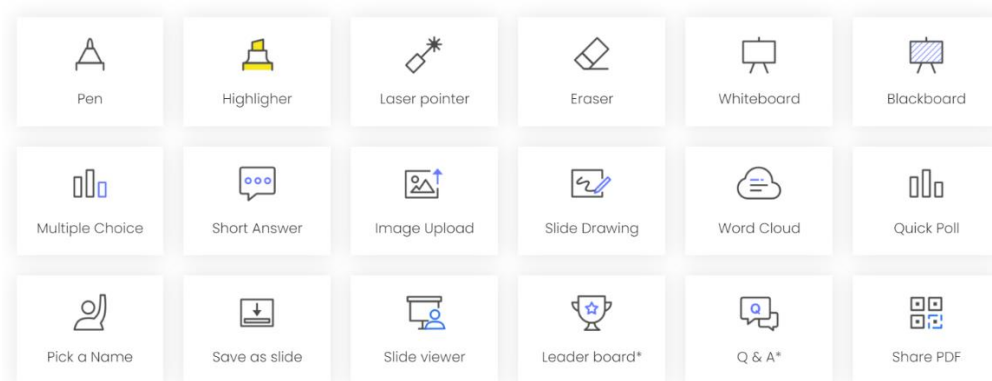 Pen
Highligher
Laser pointer
Eraser
Whiteboard
Blackboard
Multiple Choice
Short Answer
Image Upload
Slide Drawing
Word Cloud
Quick Poll
Pick a Name
Save as slide
Slide viewer
Leader board*
Q
Q & A*
Share PDF